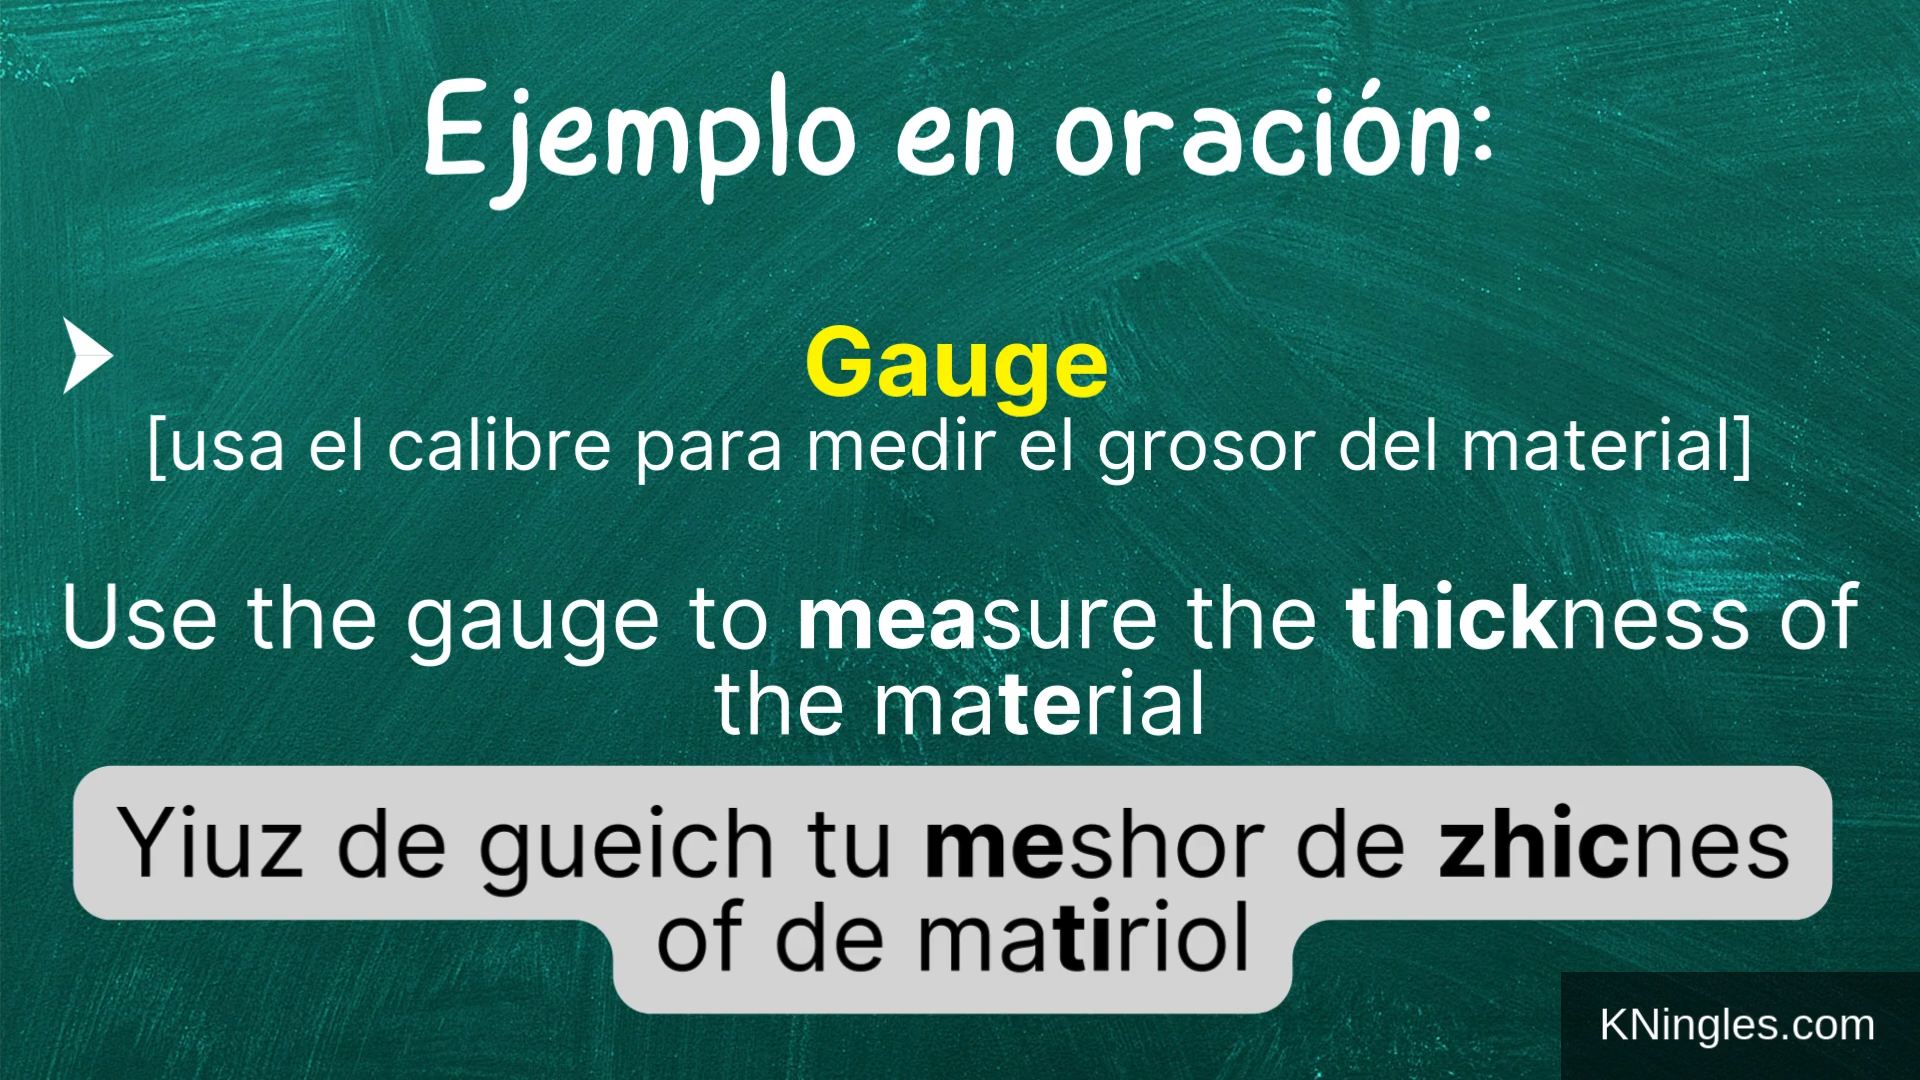 Ejemplo en oración:
Gauge
[usa el calibre para medir el grosor del material]
Use the gauge to measure the thickness of
the material
Yiuz de gueich tu meshor de zhicnes
of de matiriol
KNingles.com